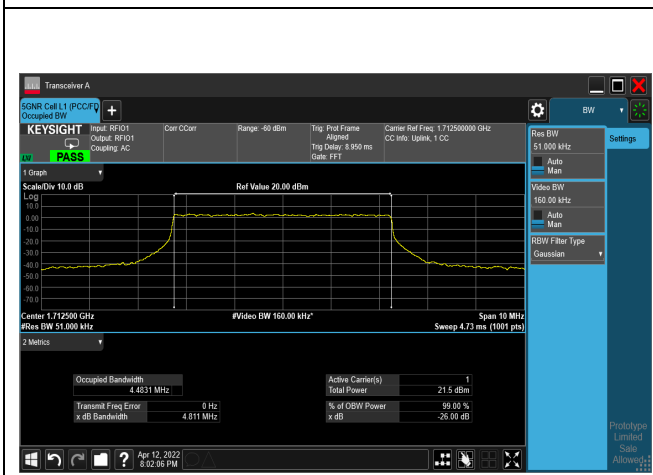 Transceiver A
5GNR Cell L1 (PCC/FD
Occupied BW
+
BW
KEYSIGHT
LXI
PASS
Input: RFIO1
Output: RFIO1
Coupling: AC
Corr CCorr
Range: -60 dBm
Trig: Prot Frame
Aligned
Trig Delay: 8.950 ms
Gate: FFT
Carrier Ref Freq: 1.712500000 GHz
CC Info: Uplink, 1 CC
Res BW
51.000 kHz
Auto
Man
Settings
Video BW
160.00 kHz
Auto
Man
RBW Filter Type
Gaussian
1 Graph
Scale/Div 10.0 dB
Ref Value 20.00 dBm
Log
10.0
0.00
-10.0
-20.0
-30.0
-40.0
-50.0
-60.0
-70.0
Center 1.712500 GHz
#Video BW 160.00 kHz*
Span 10 MHz
#Res BW 51.000 kHz
Sweep 4.73 ms (1001 pts)
2 Metrics
Occupied Bandwidth
4.4831 MHz
Active Carrier(s) 1
Total Power 21.5 dBm
Transmit Freq Error 0 Hz
x dB Bandwidth 4.811 MHz
% of OBW Power 99.00 %
x dB -26.00 dB
Prototype
Limited
Sale
Allowed
?
Apr 12, 2022
8:02:06 PM